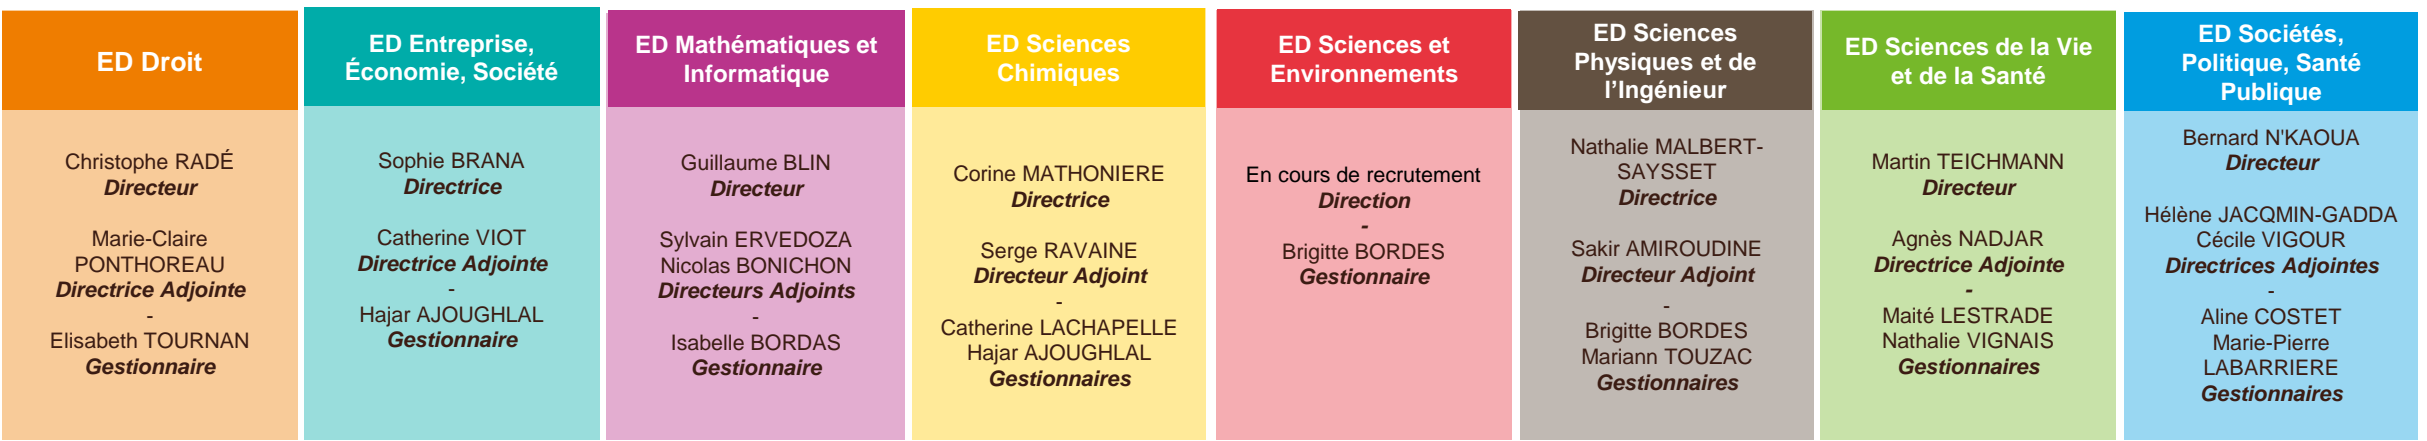 ED Droit
Christophe RADÉ
Directeur
Marie-Claire
PONTHOREAU
Directrice Adjointe
-
Elisabeth TOURNAN
Gestionnaire
ED Entreprise,
Économie, Société
Sophie BRANA
Directrice
Catherine VIOT
Directrice Adjointe
-
Hajar AJOUGHLAL
Gestionnaire
ED Mathématiques et
Informatique
Guillaume BLIN
Directeur
Sylvain ERVEDOZA
Nicolas BONICHON
Directeurs Adjoints
-
Isabelle BORDAS
Gestionnaire
ED Sciences
Chimiques
Corine MATHONIERE
Directrice
Serge RAVAINE
Directeur Adjoint
-
Catherine LACHAPELLE
Hajar AJOUGHLAL
Gestionnaires
ED Sciences et
Environnements
En cours de recrutement
Direction
-
Brigitte BORDES
Gestionnaire
ED Sciences
Physiques et de
l’Ingénieur
Nathalie MALBERT-
SAYSSET
Directrice
Sakir AMIROUDINE
Directeur Adjoint
-
Brigitte BORDES
Mariann TOUZAC
Gestionnaires
ED Sciences de la Vie
et de la Santé
Martin TEICHMANN
Directeur
Agnès NADJAR
Directrice Adjointe
-
Maité LESTRADE
Nathalie VIGNAIS
Gestionnaires
ED Sociétés,
Politique, Santé
Publique
Bernard N'KAOUA
Directeur
Hélène JACQMIN-GADDA
Cécile VIGOUR
Directrices Adjointes
-
Aline COSTET
Marie-Pierre
LABARRIERE
Gestionnaires